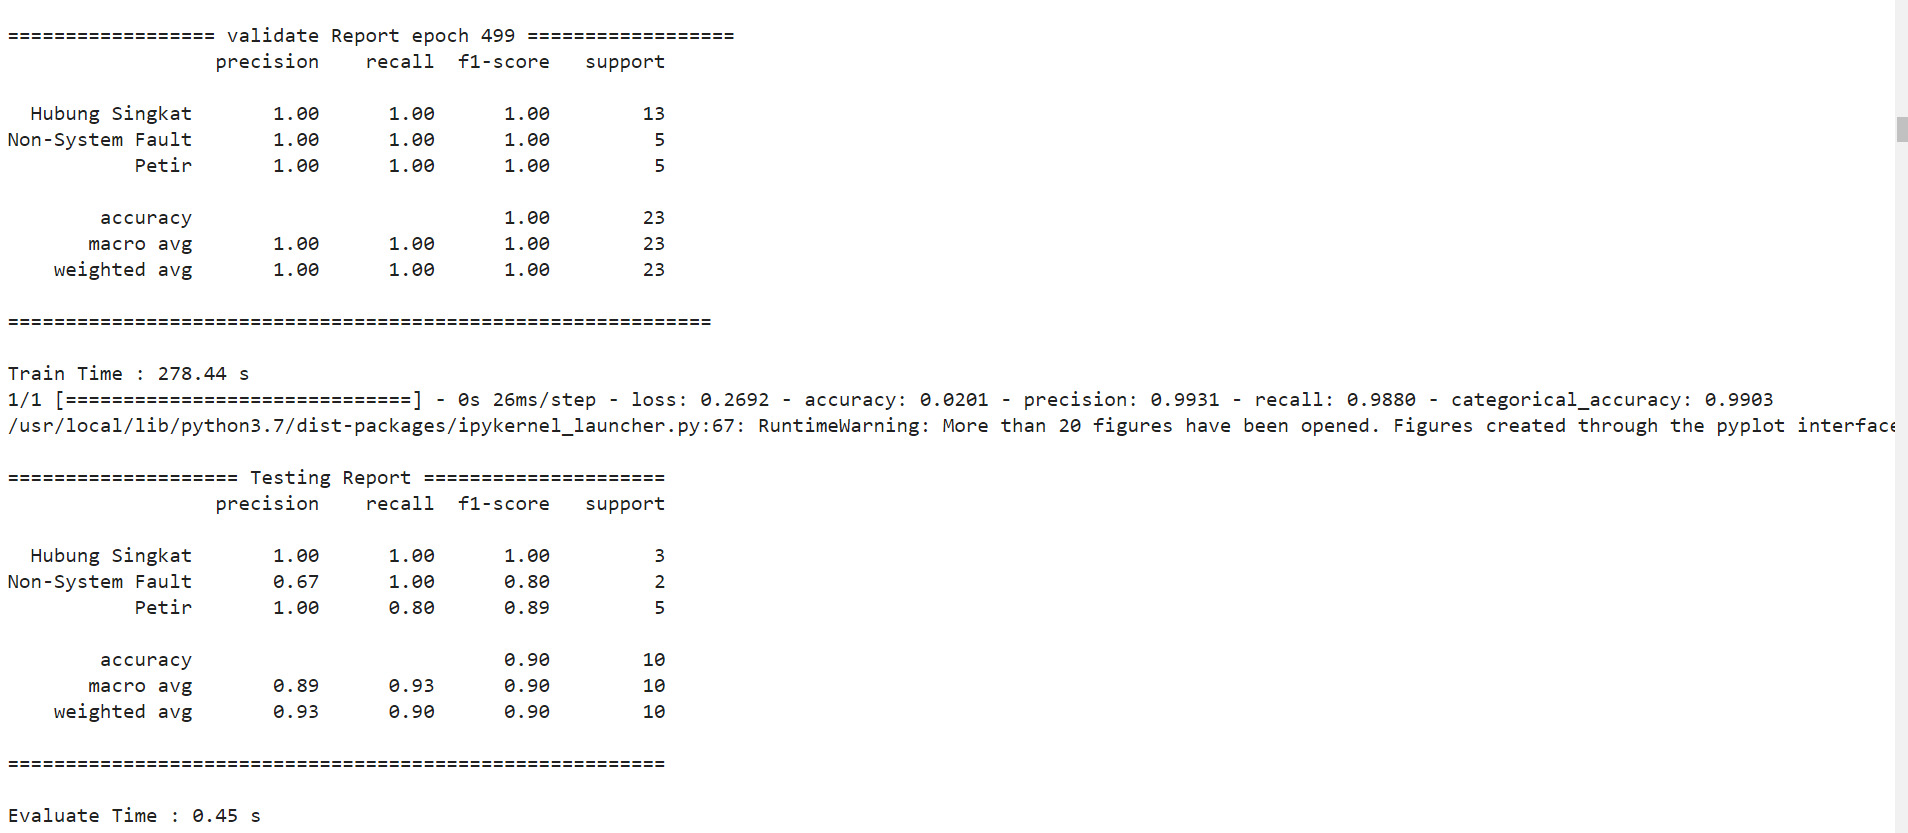 ================== validate Report epoch 499 ==================
precision recall f1-score support
Hubung Singkat 1.00 1.00 1.00 13
Non-System Fault 1.00 1.00 1.00 5
Petir 1.00 1.00 1.00 5
accuracy 1.00 23
macro avg 1.00 1.00 1.00 23
weighted avg 1.00 1.00 1.00 23
=============================================================
Train Time : 278.44 s
1/1 [==============================] - 0s 26ms/step - loss: 0.2692 - accuracy: 0.0201 - precision: 0.9931 - recall: 0.9880 - categorical_accuracy: 0.9903
/usr/local/lib/python3.7/dist-packages/ipykernel_launcher.py:67: RuntimeWarning: More than 20 figures have been opened. Figures created through the pyplot interface
==================== Testing Report =====================
precision recall f1-score support
Hubung Singkat 1.00 1.00 1.00 3
Non-System Fault 0.67 1.00 0.80 2
Petir 1.00 0.80 0.89 5
accuracy 0.90 10
macro avg 0.89 0.93 0.90 10
weighted avg 0.93 0.90 0.90 10
=========================================================
Evaluate Time : 0.45 s